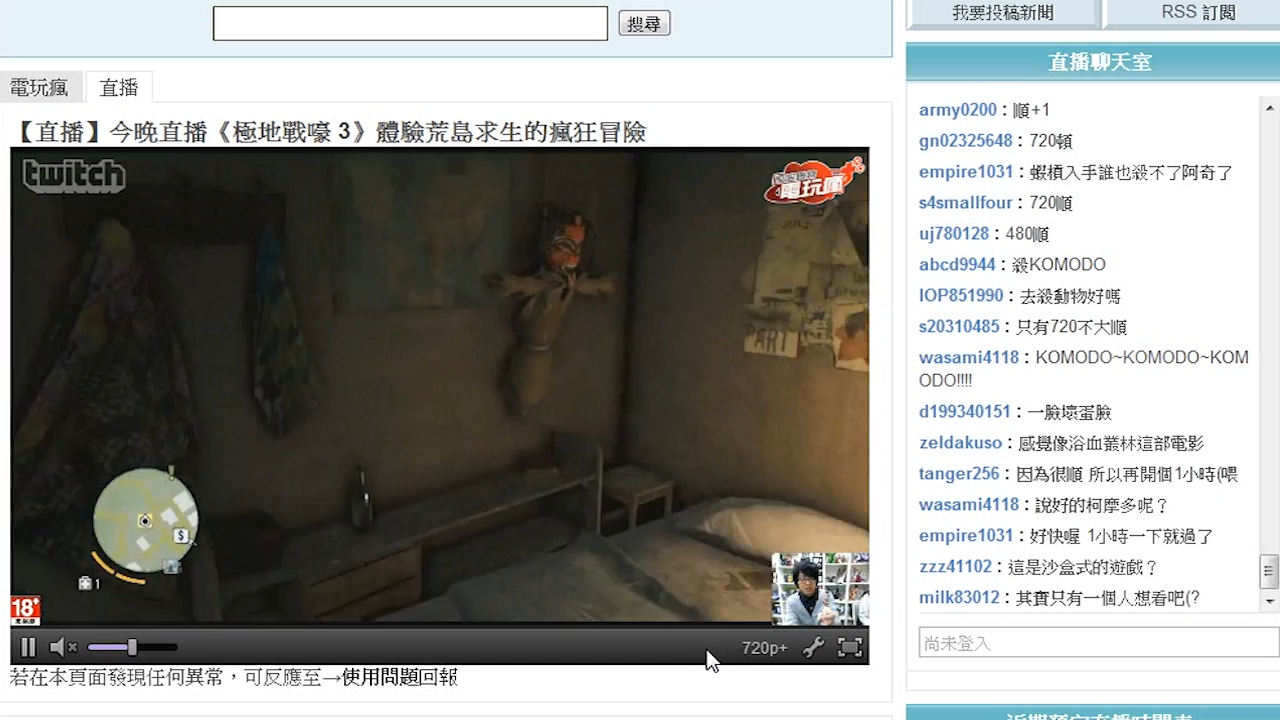 搜尋
我要投稿新聞
RSS 訂閱
直播聊天室
電玩瘋
直播
【直播】今晚直播《極地戰嚎 3》體驗荒島求生的瘋狂冒險
twitch
電玩瘋
PART
$
1
18+
720p+
若在本頁面發現任何異常，可反應至→使用問題回報
army0200：順+1
gn02325648：720頓
empire1031：蝦槓入手誰也殺不了阿奇了
s4smallfour：720順
uj780128：480順
abcd9944：殺KOMODO
IOP851990：去殺動物好嗎
s20310485：只有720不大順
wasami4118：KOMODO~KOMODO~KOM
ODO!!!!
d199340151：一臉壞蛋臉
zeldakuso：感覺像浴血叢林這部電影
tanger256：因為很順 所以再開個1小時(喂
wasami4118：說好的柯摩多呢？
empire1031：好快喔 1小時一下就過了
zzz41102：這是沙盒式的遊戲？
milk83012：其實只有一個人想看吧(?
尚未登入